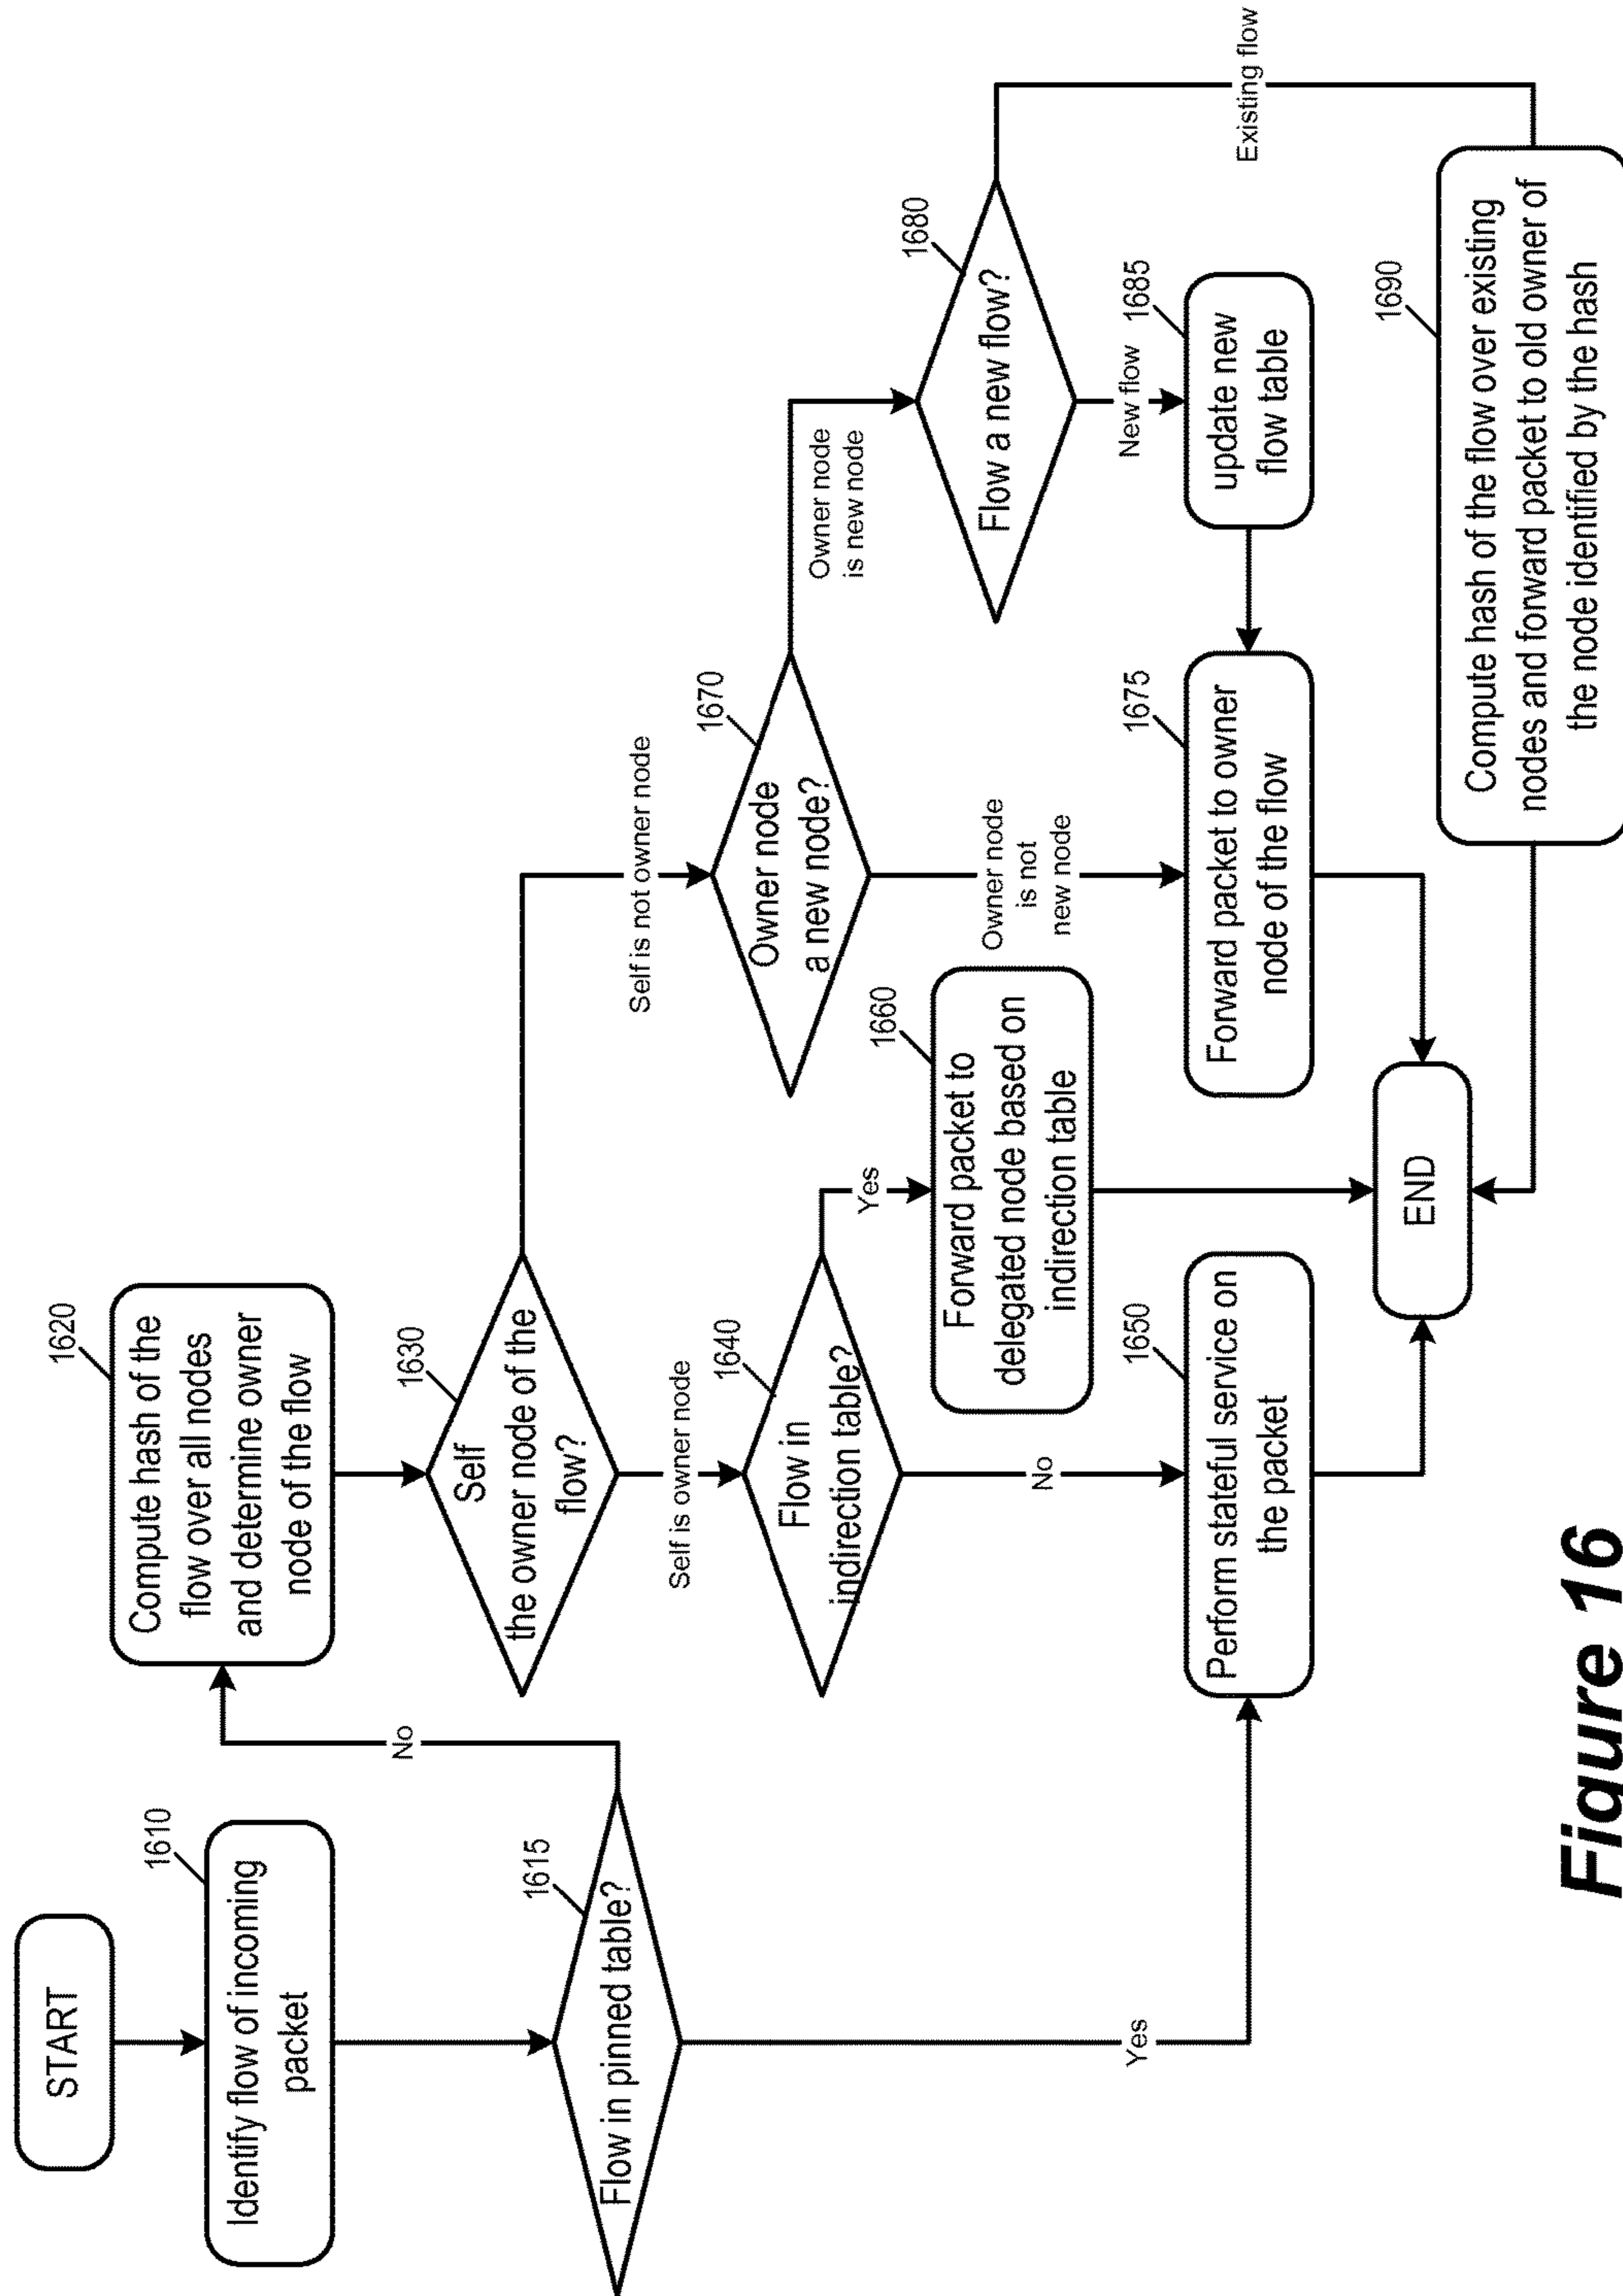 START
1610
Identify flow of incoming
packet
1615
Flow in pinned table?
No
Yes
1620
Compute hash of the
flow over all nodes
and determine owner
node of the flow
1630
Self
the owner node of the
flow?
Self is owner node
Self is not owner node
1640
Flow in
indirection table?
Yes
No
1660
Forward packet to
delegated node based on
indirection table
1650
Perform stateful service on
the packet
1670
Owner node
a new node?
Owner node
is new node
Owner node
is not
new node
1675
Forward packet to owner
node of the flow
1680
Flow a new flow?
New flow
Existing flow
1685
update new
flow table
1690
Compute hash of the flow over existing
nodes and forward packet to old owner of
the node identified by the hash
END
Figure 16